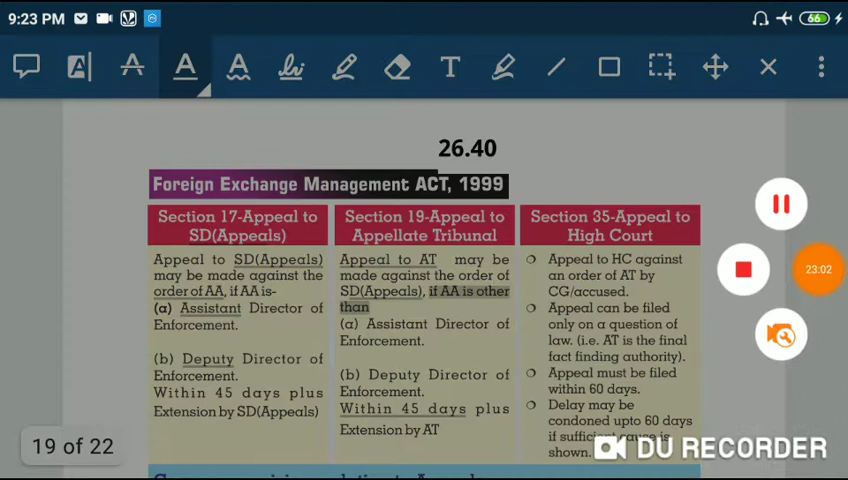 9:23 PM
66
A
A
A
A
T
26.40
Foreign Exchange Management ACT, 1999
Section 17-Appeal to
SD(Appeals)
Appeal to SD(Appeals)
may be made against the
order of AA, if AA is-
(a) Assistant Director of
Enforcement.
(b) Deputy Director of
Enforcement.
Within 45 days plus
Extension by SD(Appeals)
Section 19-Appeal to
Appellate Tribunal
Appeal to AT may be
made against the order of
SD(Appeals), if AA is other
than
(a) Assistant Director of
Enforcement.
(b) Deputy Director of
Enforcement.
Within 45 days plus
Extension by AT
Section 35-Appeal to
High Court
Appeal to HC against
an order of AT by
CG/accused.
Appeal can be filed
only on a question of
law. (i.e. AT is the final
fact finding authority).
Appeal must be filed
within 60 days.
Delay may be
condoned upto 60 days
if sufficient cause is
shown.
23:02
19 of 22
DU RECORDER